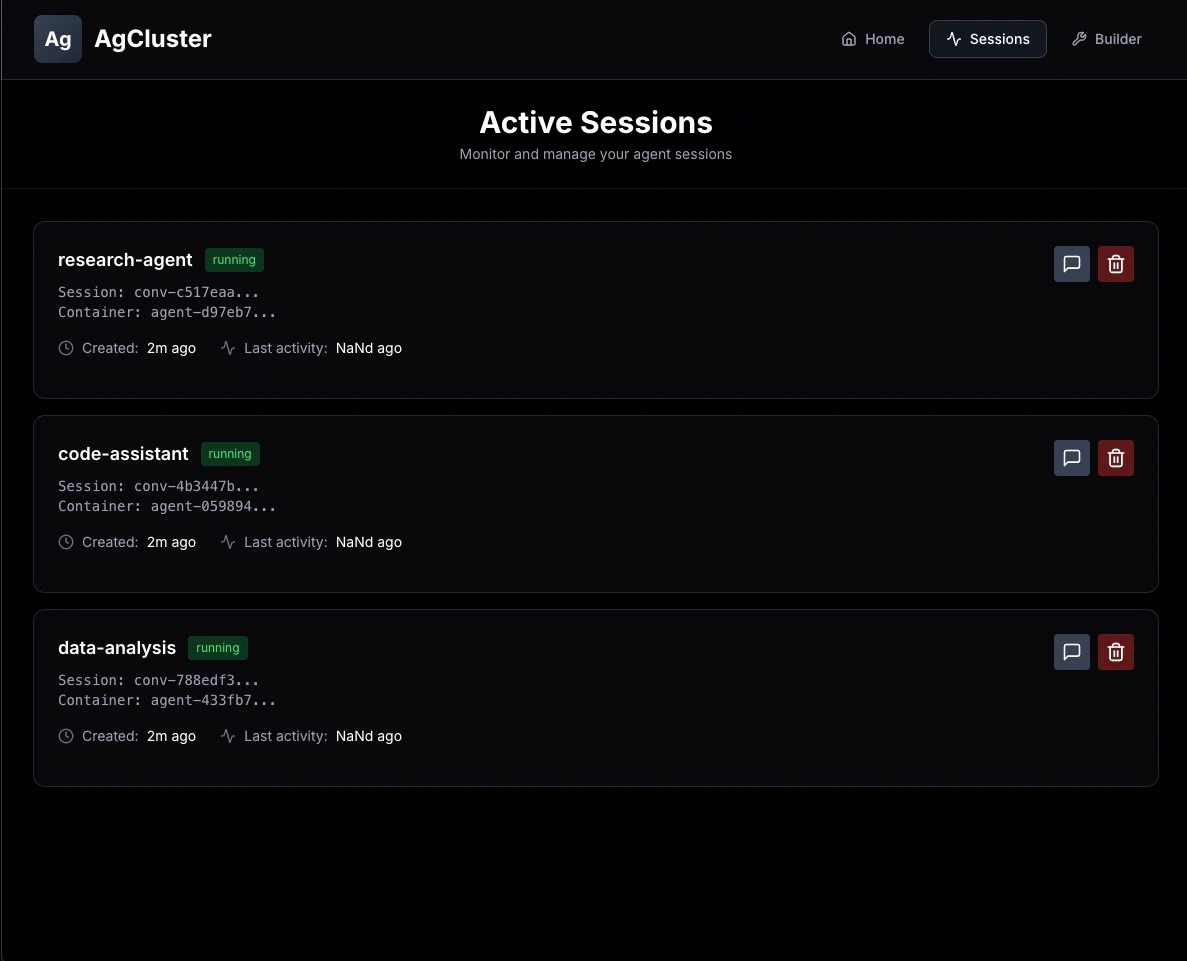 Ag AgCluster Home Sessions Builder
Active Sessions
Monitor and manage your agent sessions
research-agent running
Session: conv-c517eaa...
Container: agent-d97eb7...
Created: 2m ago Last activity: NaNd ago
code-assistant running
Session: conv-4b3447b...
Container: agent-059894...
Created: 2m ago Last activity: NaNd ago
data-analysis running
Session: conv-788edf3...
Container: agent-433fb7...
Created: 2m ago Last activity: NaNd ago